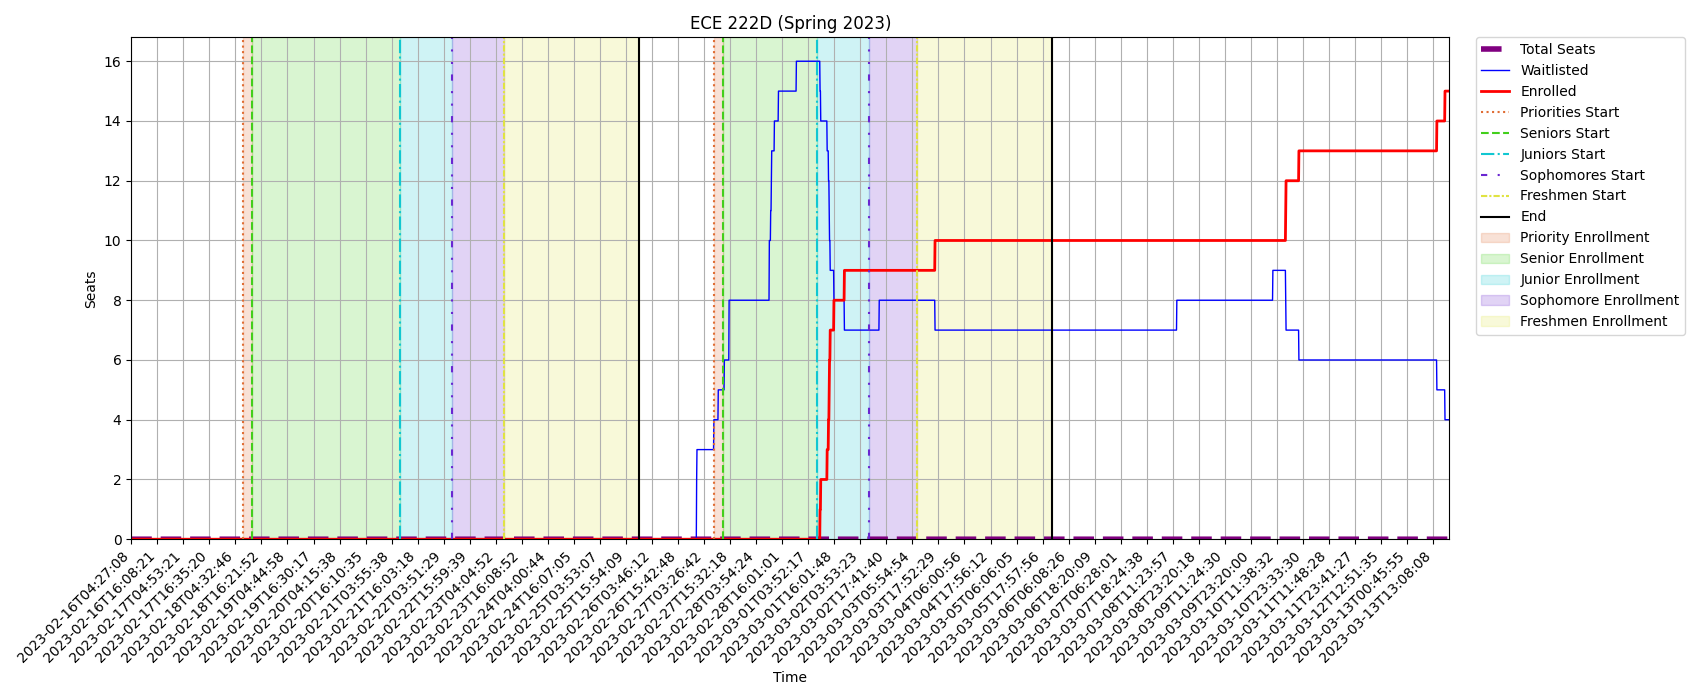 ECE 222D (Spring 2023)
Seats
16
14
12
10
8
6
4
2
0
2023-02-16T04:27:08
2023-02-16T16:08:21
2023-02-17T04:53:21
2023-02-17T16:35:20
2023-02-18T04:32:46
2023-02-18T16:21:52
2023-02-19T04:44:58
2023-02-19T16:30:17
2023-02-20T04:15:38
2023-02-20T16:10:35
2023-02-21T03:55:38
2023-02-21T16:03:18
2023-02-22T03:51:29
2023-02-22T15:59:39
2023-02-23T04:04:52
2023-02-23T16:08:52
2023-02-24T04:00:44
2023-02-24T16:07:05
2023-02-25T03:53:07
2023-02-25T15:54:09
2023-02-26T03:46:12
2023-02-26T15:42:48
2023-02-27T03:26:42
2023-02-27T15:32:18
2023-02-28T03:54:24
2023-02-28T16:01:01
2023-03-01T03:52:17
2023-03-01T16:01:48
2023-03-02T03:53:23
2023-03-02T17:41:40
2023-03-03T05:54:54
2023-03-03T17:52:29
2023-03-04T06:00:56
2023-03-04T17:56:12
2023-03-05T06:06:05
2023-03-05T17:57:56
2023-03-06T06:08:26
2023-03-06T18:20:09
2023-03-07T06:28:01
2023-03-07T18:24:38
2023-03-08T11:23:57
2023-03-08T23:20:18
2023-03-09T11:24:30
2023-03-09T23:20:00
2023-03-10T11:38:32
2023-03-10T23:33:30
2023-03-11T11:48:28
2023-03-11T23:41:27
2023-03-12T12:51:35
2023-03-13T00:45:55
2023-03-13T13:08:08
Time
Total Seats
Waitlisted
Enrolled
Priorities Start
Seniors Start
Juniors Start
Sophomores Start
Freshmen Start
End
Priority Enrollment
Senior Enrollment
Junior Enrollment
Sophomore Enrollment
Freshmen Enrollment